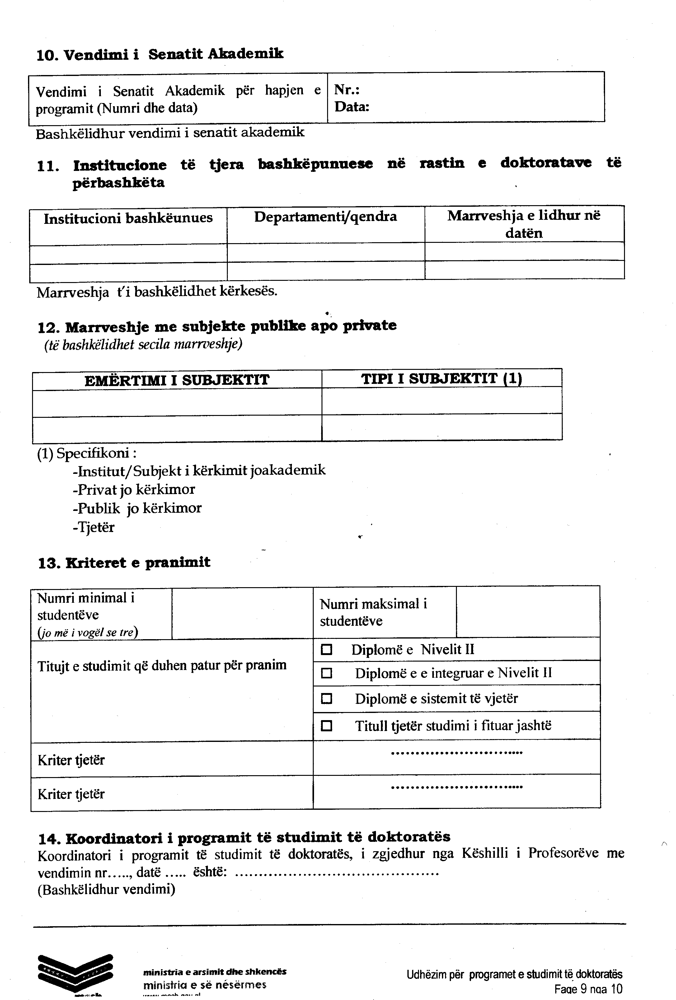 10. Vendimi i Senatit Akademik
Vendimi i Senatit Akademik për hapjen e
programit (Numri dhe data)
Nr.:
Data:
Bashkëlidhur vendimi i senatit akademik
11. Institucione të tjera bashkëpunuese në rastin e doktoratave të
përbashkëta
Institucioni bashkëunues
Departamenti/qendra
Marrveshja e lidhur në
datën
Marrveshja t'i bashkëlidhet kërkesës.
12. Marrveshje me subjekte publike apo private
(të bashkëlidhet secila marrveshje)
EMËRTIMI I SUBJEKTIT
TIPI I SUBJEKTIT (1)
(1) Specifikoni :
-Institut/Subjekt i kërkimit joakademik
-Privat jo kërkimor
-Publik jo kërkimor
-Tjetër
13. Kriteret e pranimit
Numri minimal i
studentëve
(jo më i vogël se tre)
Numri maksimal i
studentëve
Titujt e studimit që duhen patur për pranim
☐ Diplomë e Nivelit II
☐ Diplomë e e integruar e Nivelit II
☐ Diplomë e sistemit të vjetër
☐ Titull tjetër studimi i fituar jashtë
Kriter tjetër
...........................
Kriter tjetër
...........................
14. Koordinatori i programit të studimit të doktoratës
Koordinatori i programit të studimit të doktoratës, i zgjedhur nga Këshilli i Profesorëve me
vendimin nr....., datë ..... është: ..........................................
(Bashkëlidhur vendimi)
ministria e arsimit dhe shkencës
ministria e së nësërmes
Udhëzim për programet e studimit të doktoratës
Faqe 9 nga 10